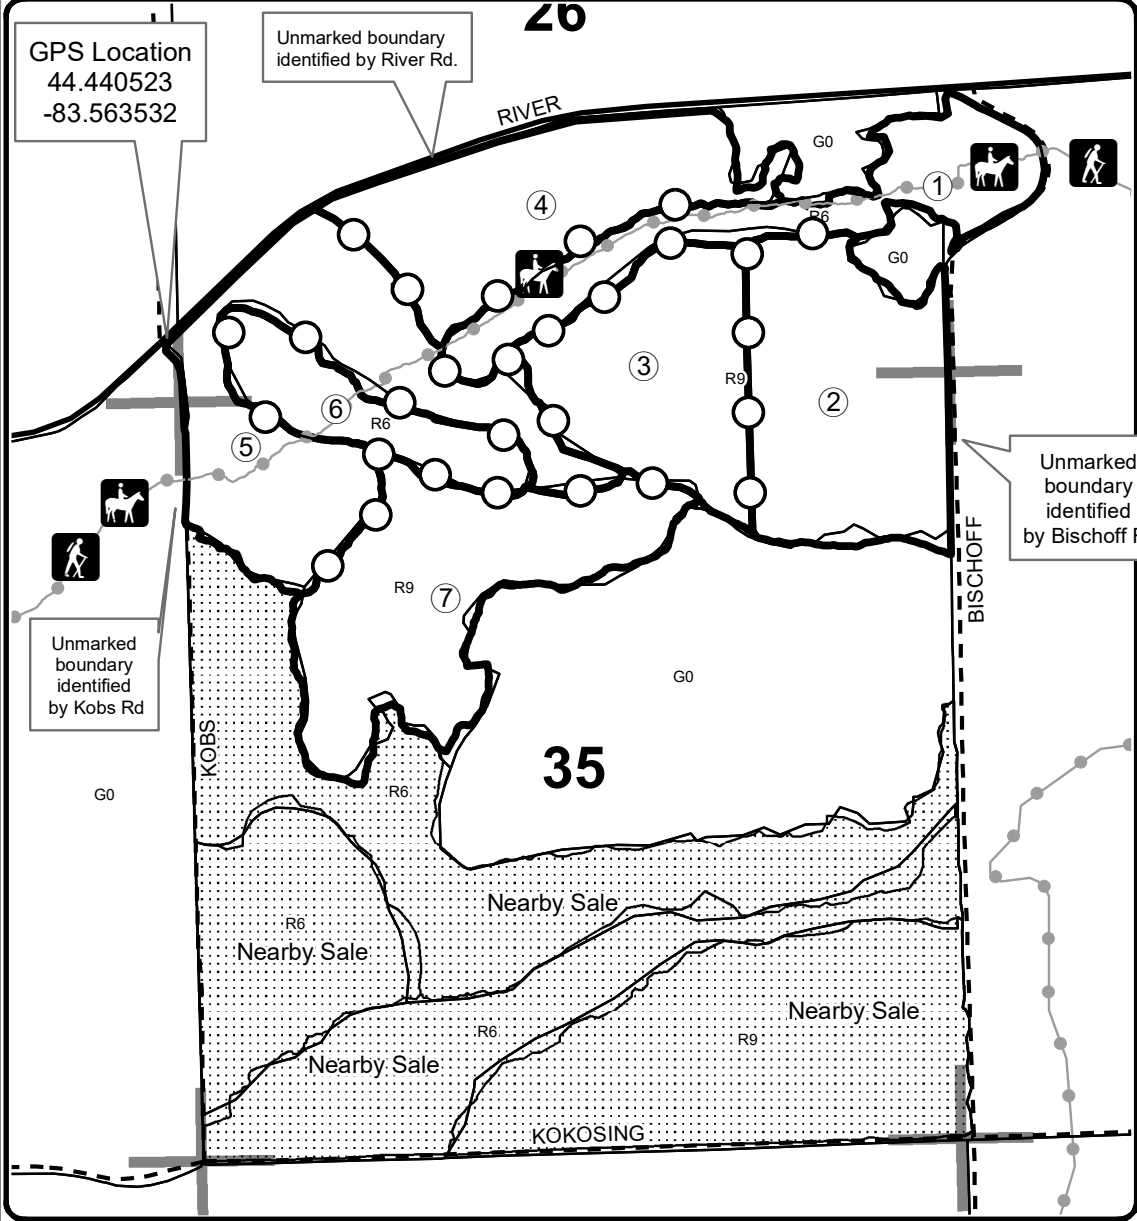 26
GPS Location
44.440523
-83.563532
Unmarked boundary
identified by River Rd.
RIVER
G0
1
4
R6
G0
3
R9
2
6
R6
5
Unmarked
boundary
identified
by Bischoff R
BISCHOFF
R9
7
Unmarked
boundary
identified
by Kobs Rd
G0
KOBS
35
G0
R6
Nearby Sale
R6
Nearby Sale
Nearby Sale
R6
R9
Nearby Sale
KOKOSING